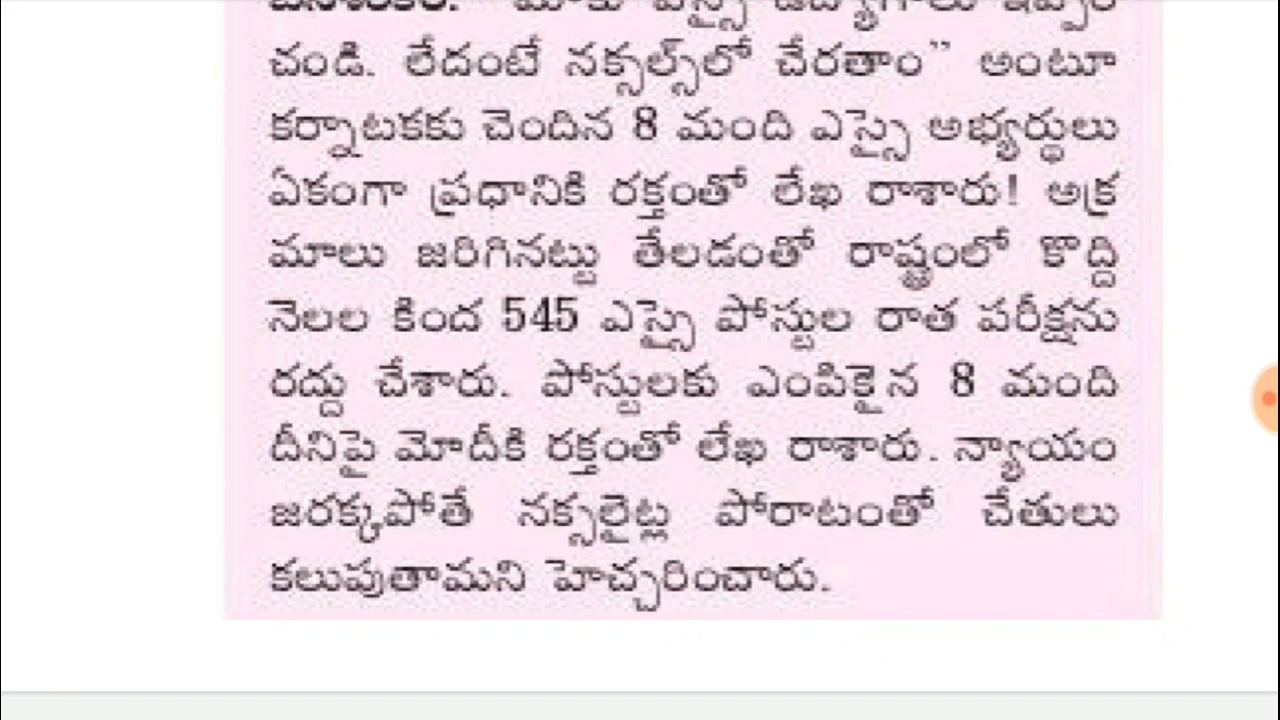 చండి. లేదంటే నక్సల్స్‌లో చేరతాం” అంటూ
కర్నాటకకు చెందిన 8 మంది ఎస్సై అభ్యర్థులు
ఏకంగా ప్రధానికి రక్తంతో లేఖ రాశారు! అక్ర
మాలు జరిగినట్టు తేలడంతో రాష్ట్రంలో కొద్ది
నెలల కింద 545 ఎస్సై పోస్టుల రాత పరీక్షను
రద్దు చేశారు. పోస్టులకు ఎంపికైన 8 మంది
దీనిపై మోదీకి రక్తంతో లేఖ రాశారు. న్యాయం
జరక్కపోతే నక్సలైట్ల పోరాటంతో చేతులు
కలుపుతామని హెచ్చరించారు.